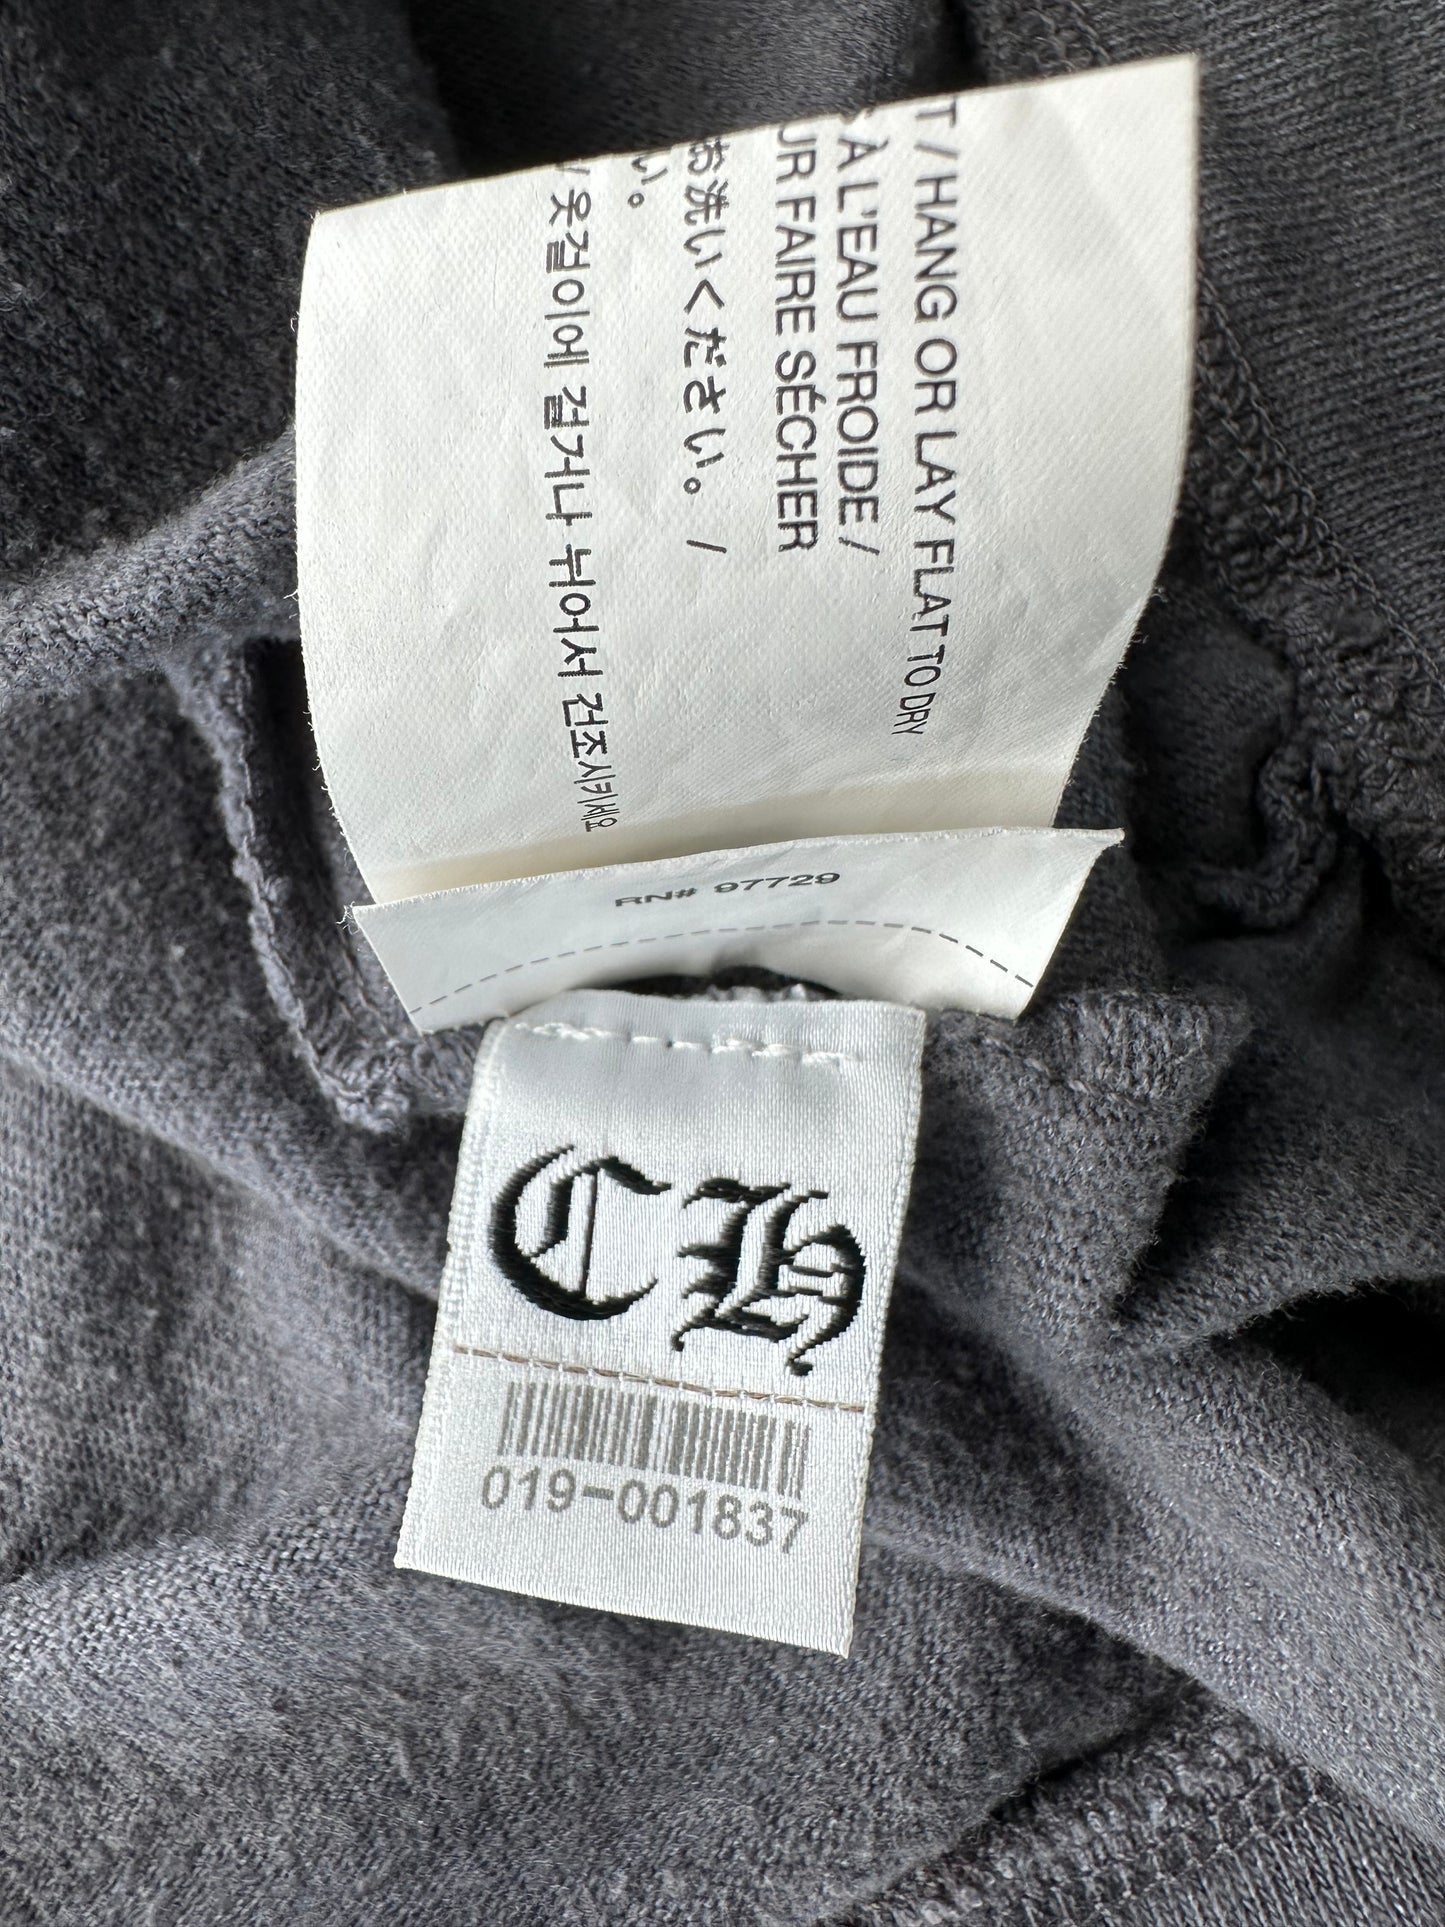 T / HANG OR LAY FLAT TO DRY
À L'EAU FROIDE /
UR FAIRE SÉCHER
お洗いください。 /
い。
/ 옷걸이에 걸거나 뉘어서 건조시키세요
RN# 97729
CH
019-001837